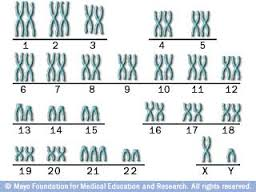 1 2 3 4 5
6 7 8 9 10 11 12
13 14 15 16 17 18
19 20 21 22 X Y
© Mayo Foundation for Medical Education and Research. All rights reserved.